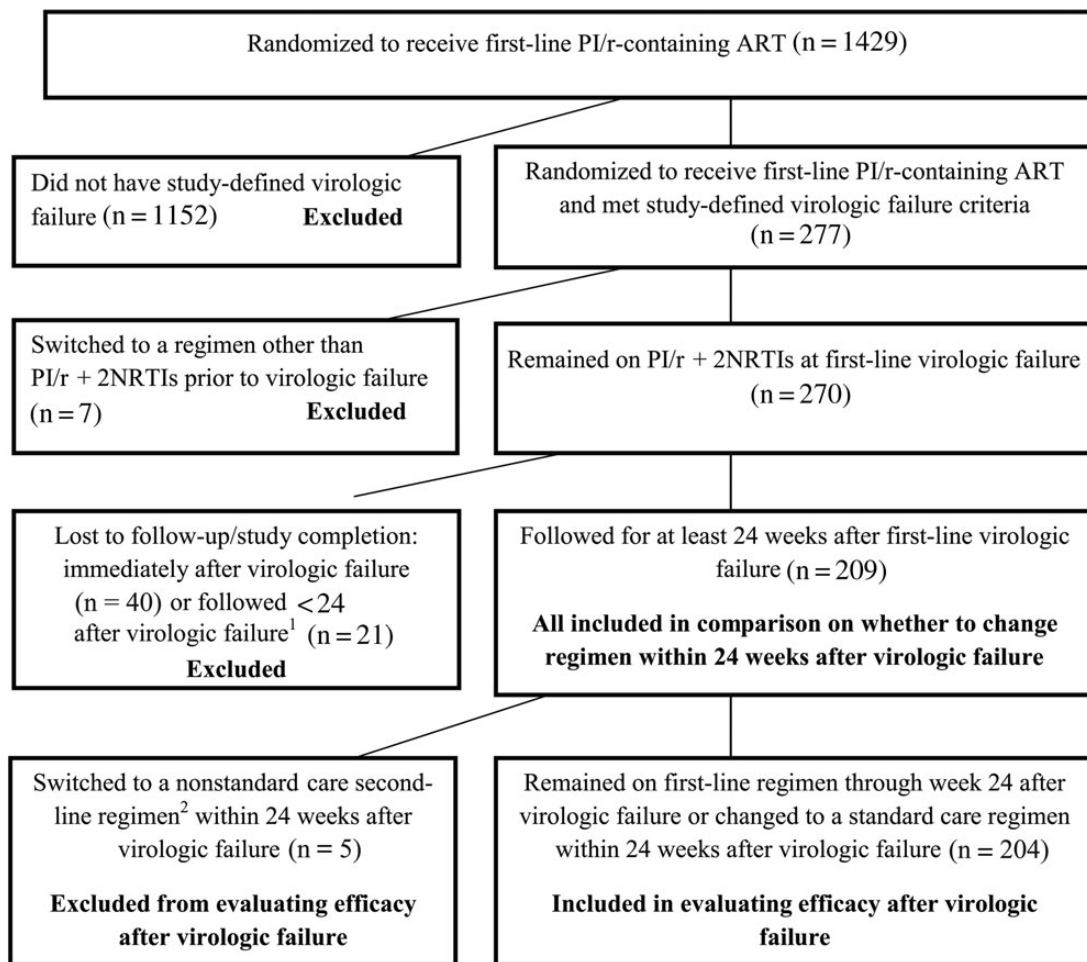 Randomized to receive first-line PI/r-containing ART (n = 1429)
Did not have study-defined virologic
failure (n = 1152) Excluded
Randomized to receive first-line PI/r-containing ART
and met study-defined virologic failure criteria
(n = 277)
Switched to a regimen other than
PI/r + 2NRTIs prior to virologic failure
(n = 7) Excluded
Remained on PI/r + 2NRTIs at first-line virologic failure
(n = 270)
Lost to follow-up/study completion:
immediately after virologic failure
(n = 40) or followed <24
after virologic failure¹ (n = 21)
Excluded
Followed for at least 24 weeks after first-line virologic
failure (n = 209)
All included in comparison on whether to change
regimen within 24 weeks after virologic failure
Switched to a nonstandard care second-
line regimen² within 24 weeks after
virologic failure (n = 5)
Excluded from evaluating efficacy
after virologic failure
Remained on first-line regimen through week 24 after
virologic failure or changed to a standard care regimen
within 24 weeks after virologic failure (n = 204)
Included in evaluating efficacy after virologic
failure